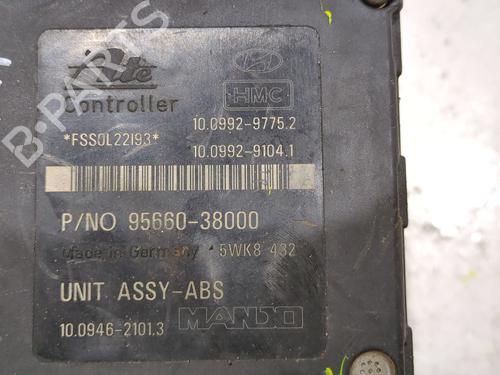 Ate
HMC
Controller
10.0992-9775.2
*FSS0L22193*
10.0992-9104.1
P/NO 95660-38000
Made in Germany 5WK8 432
UNIT ASSY-ABS
10.0946-2101.3
MANDO
B-PARTS